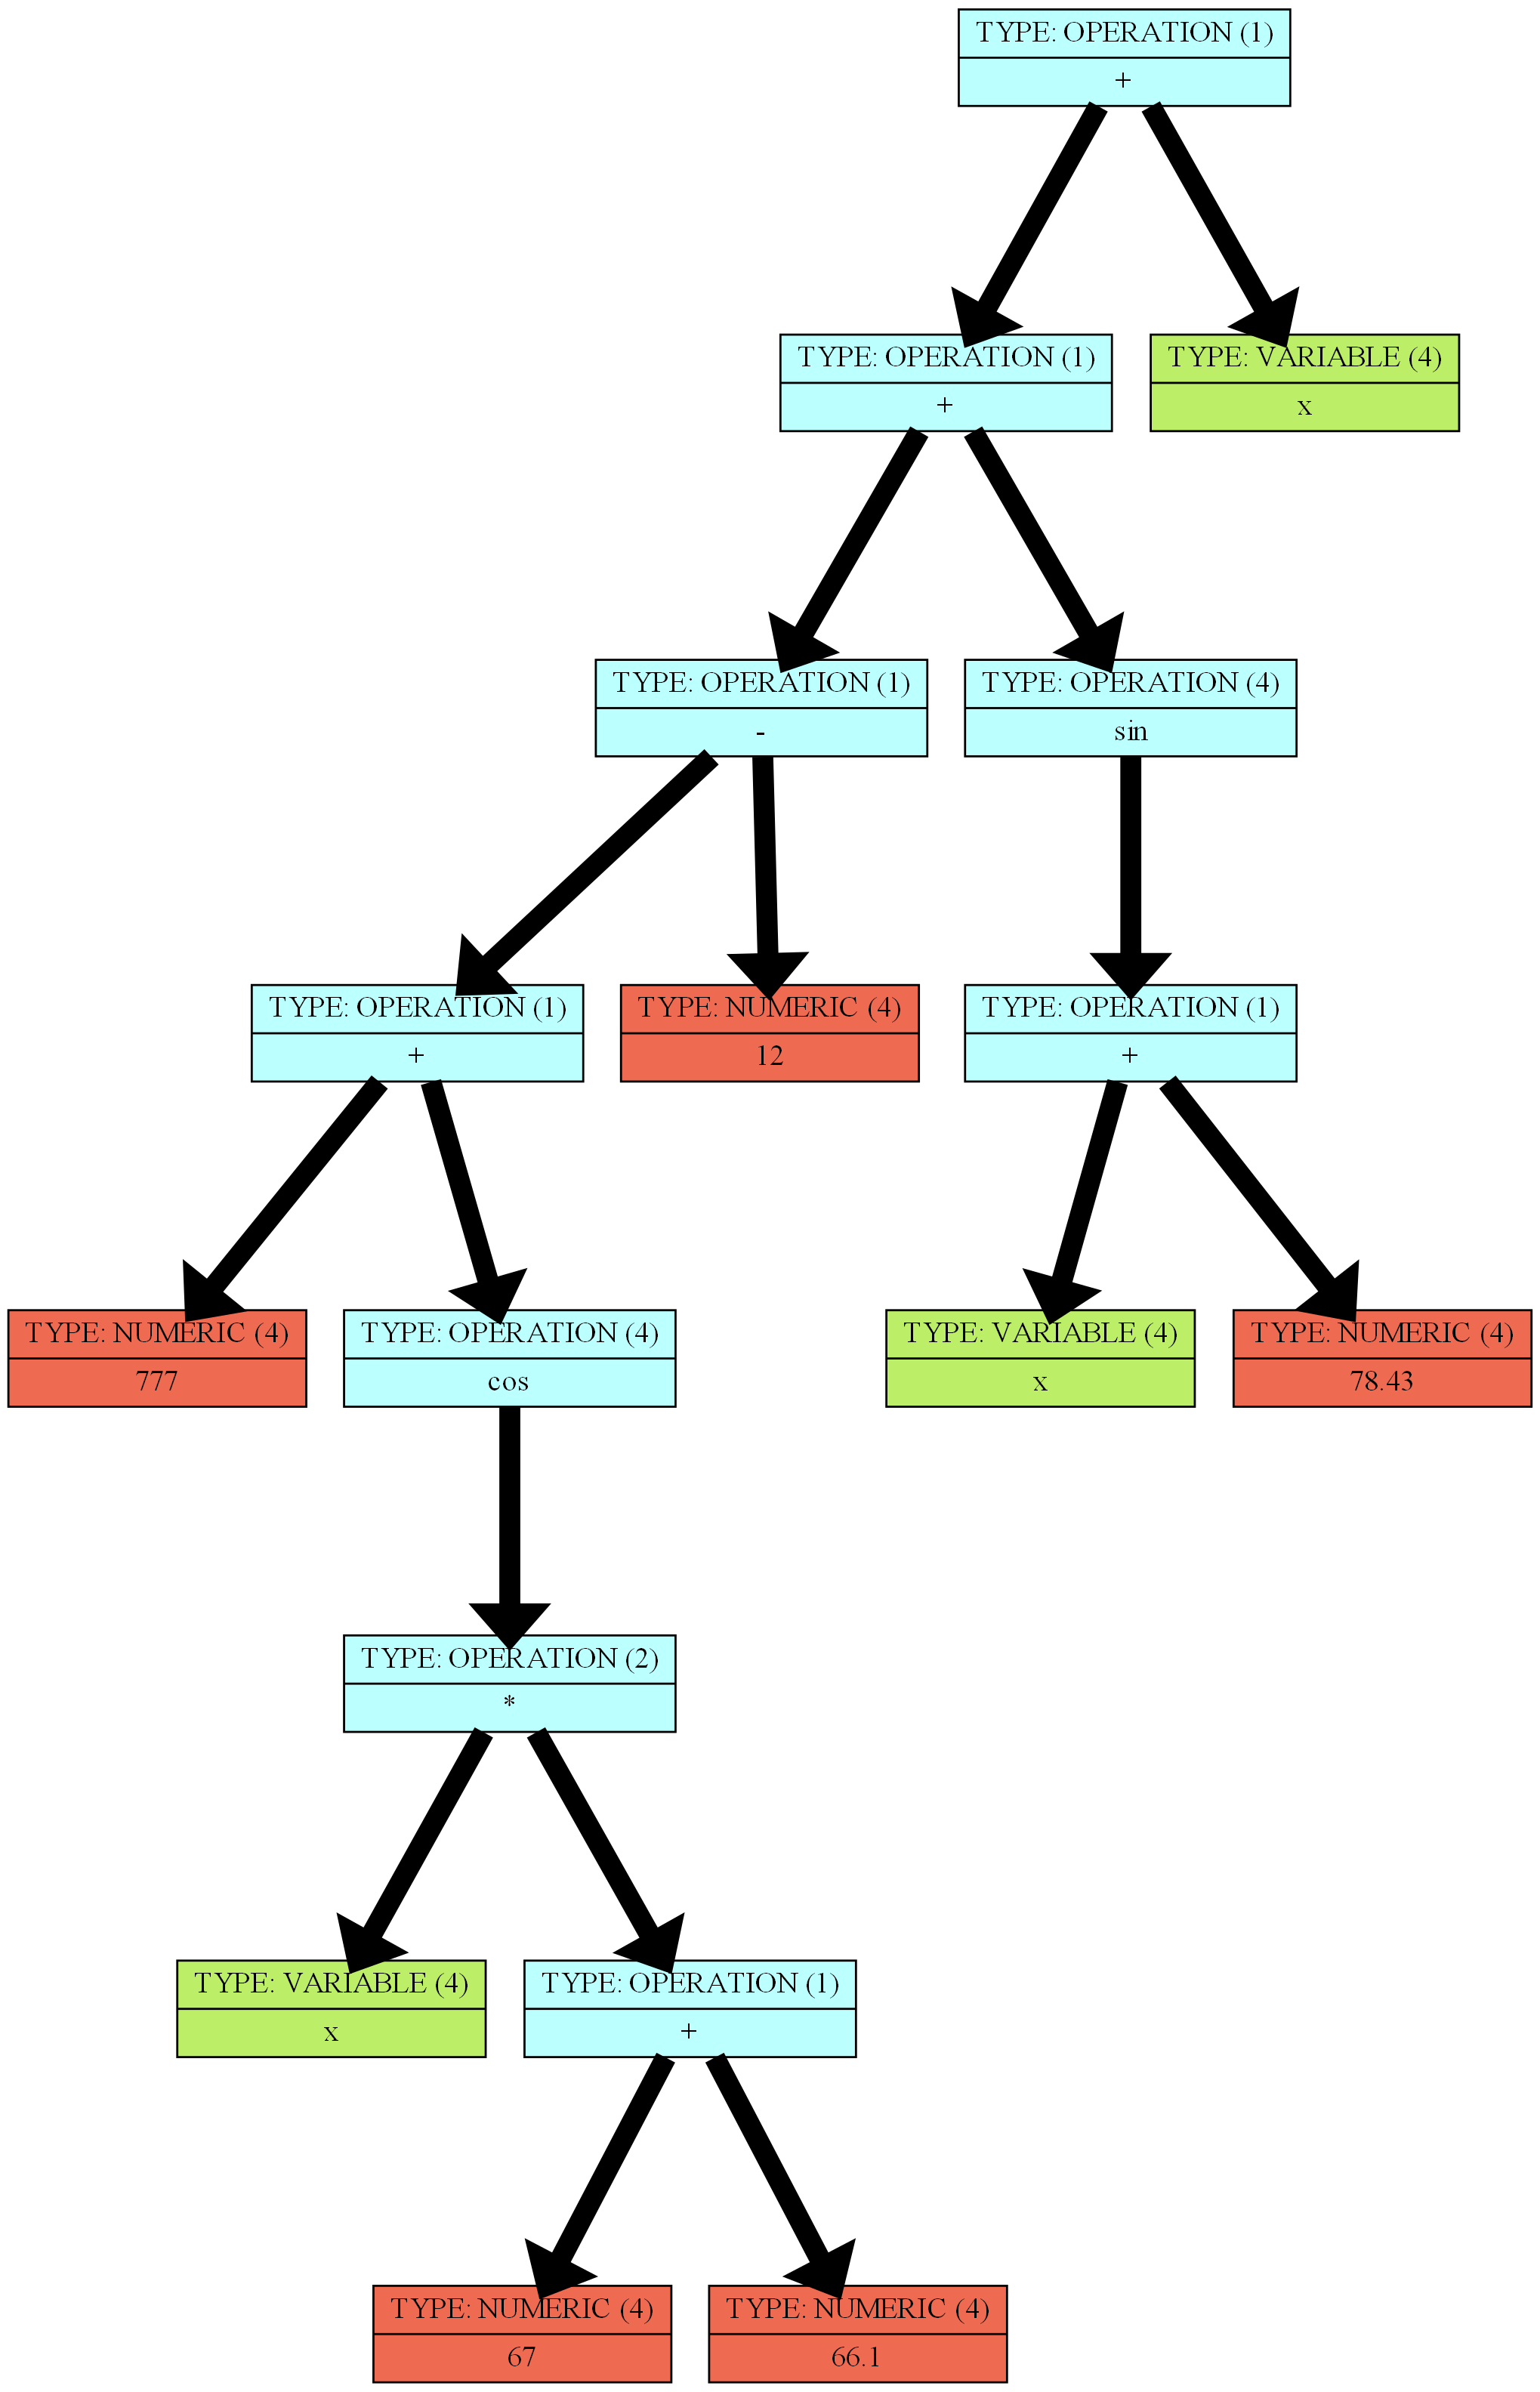 TYPE: OPERATION (1)
+
TYPE: OPERATION (1)
+
TYPE: VARIABLE (4)
x
TYPE: OPERATION (1)
-
TYPE: OPERATION (4)
sin
TYPE: OPERATION (1)
+
TYPE: NUMERIC (4)
12
TYPE: OPERATION (1)
+
TYPE: NUMERIC (4)
777
TYPE: OPERATION (4)
cos
TYPE: VARIABLE (4)
x
TYPE: NUMERIC (4)
78.43
TYPE: OPERATION (2)
*
TYPE: VARIABLE (4)
x
TYPE: OPERATION (1)
+
TYPE: NUMERIC (4)
67
TYPE: NUMERIC (4)
66.1